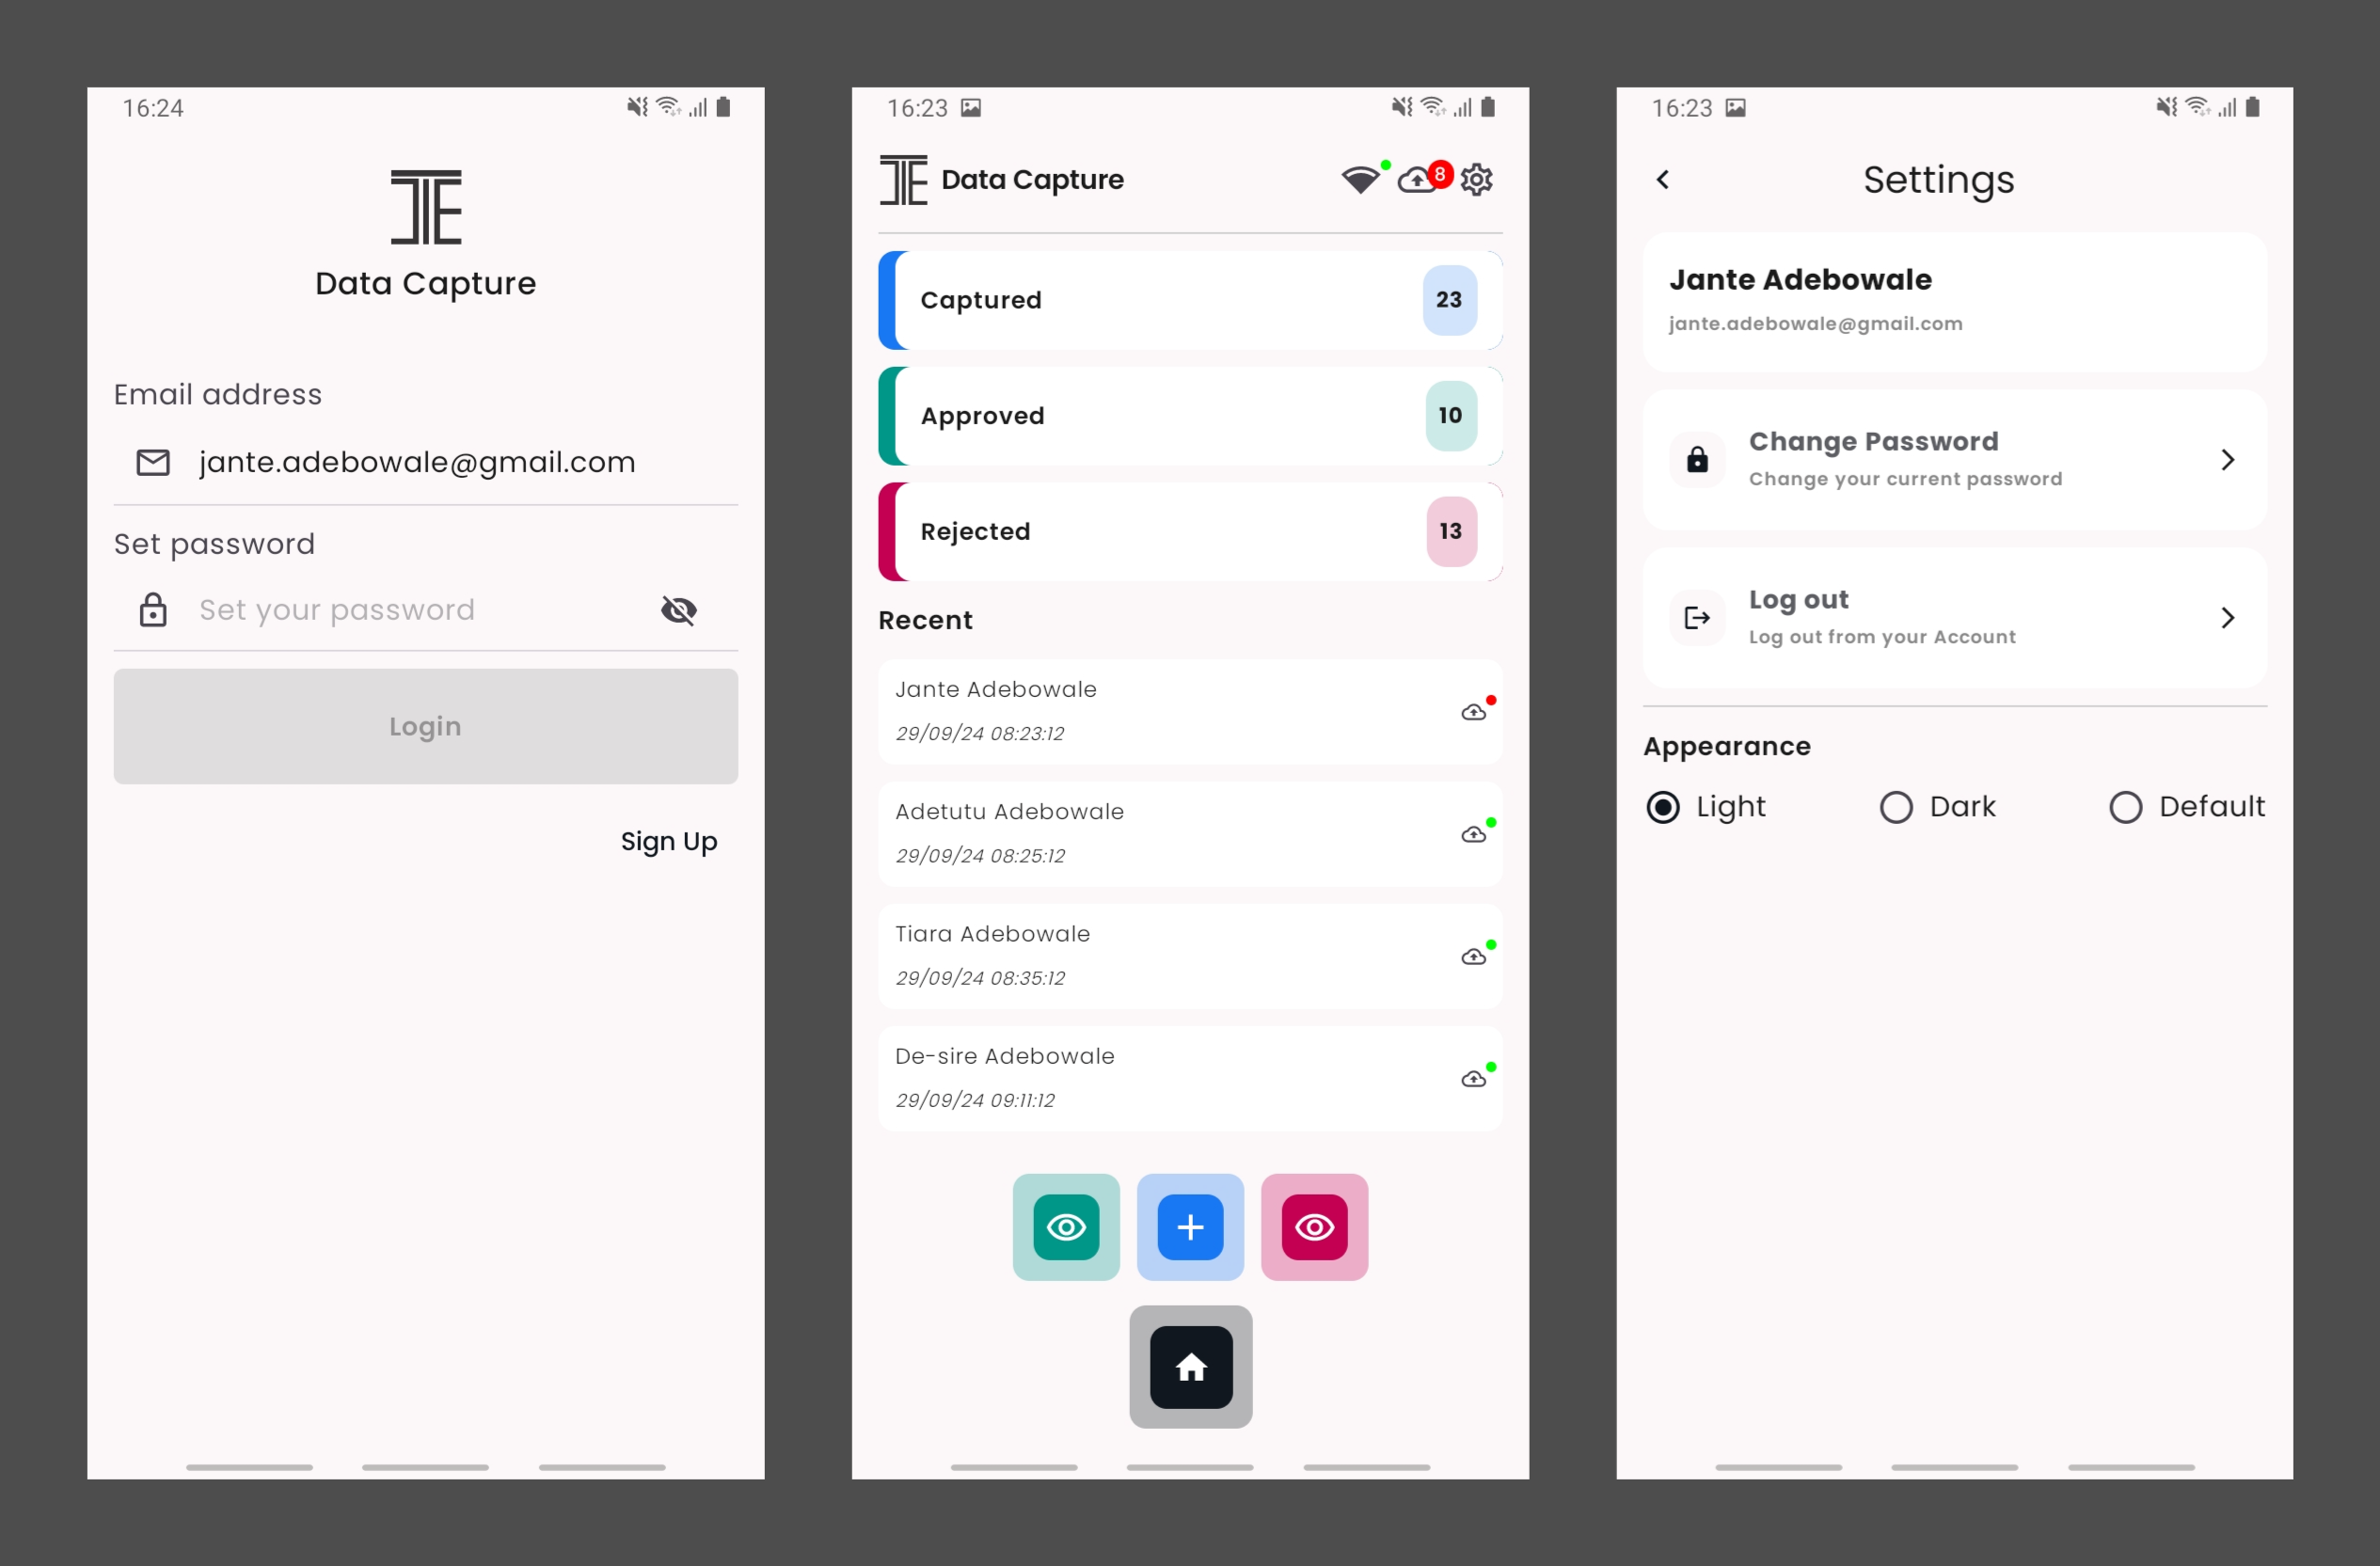 16:24
Data Capture
Email address
jante.adebowale@gmail.com
Set password
Set your password
Login
Sign Up
16:23
Data Capture
8
Captured
23
Approved
10
Rejected
13
Recent
Jante Adebowale
29/09/24 08:23:12
Adetutu Adebowale
29/09/24 08:25:12
Tiara Adebowale
29/09/24 08:35:12
De-sire Adebowale
29/09/24 09:11:12
16:23
Settings
Jante Adebowale
jante.adebowale@gmail.com
Change Password
Change your current password
Log out
Log out from your Account
Appearance
Light
Dark
Default